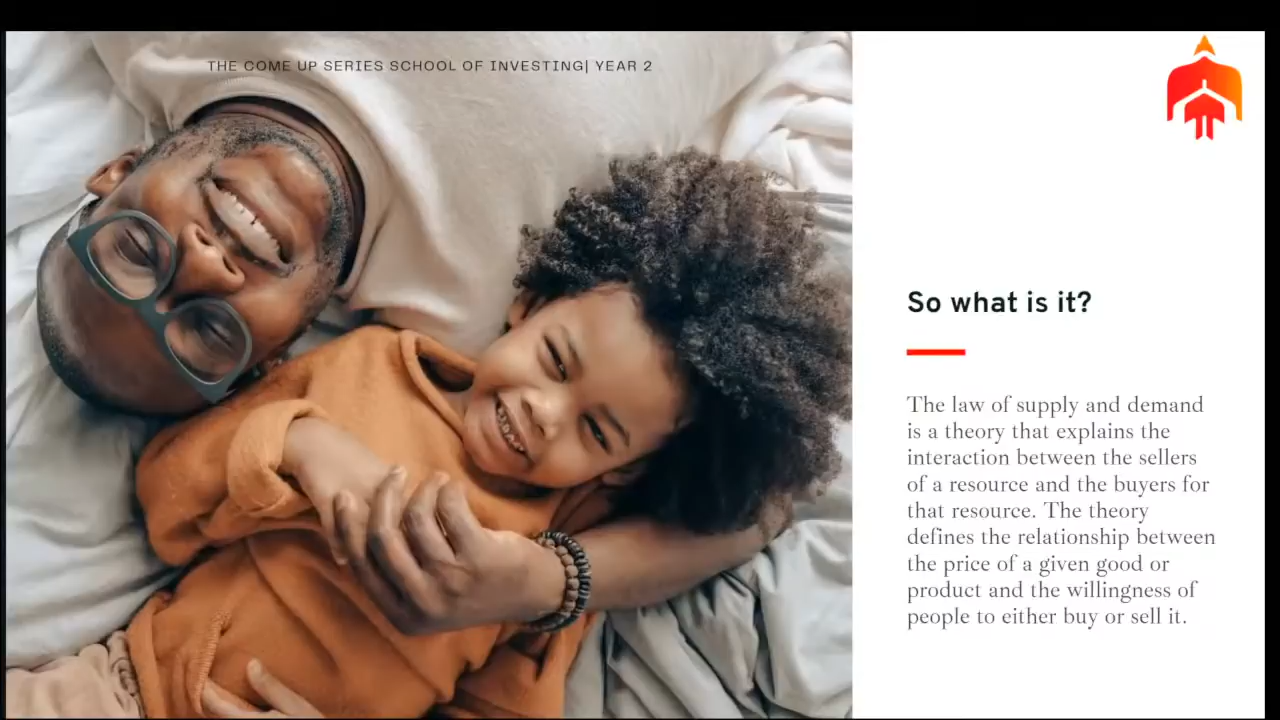 THE COME UP SERIES SCHOOL OF INVESTING| YEAR 2
So what is it?
The law of supply and demand
is a theory that explains the
interaction between the sellers
of a resource and the buyers for
that resource. The theory
defines the relationship between
the price of a given good or
product and the willingness of
people to either buy or sell it.